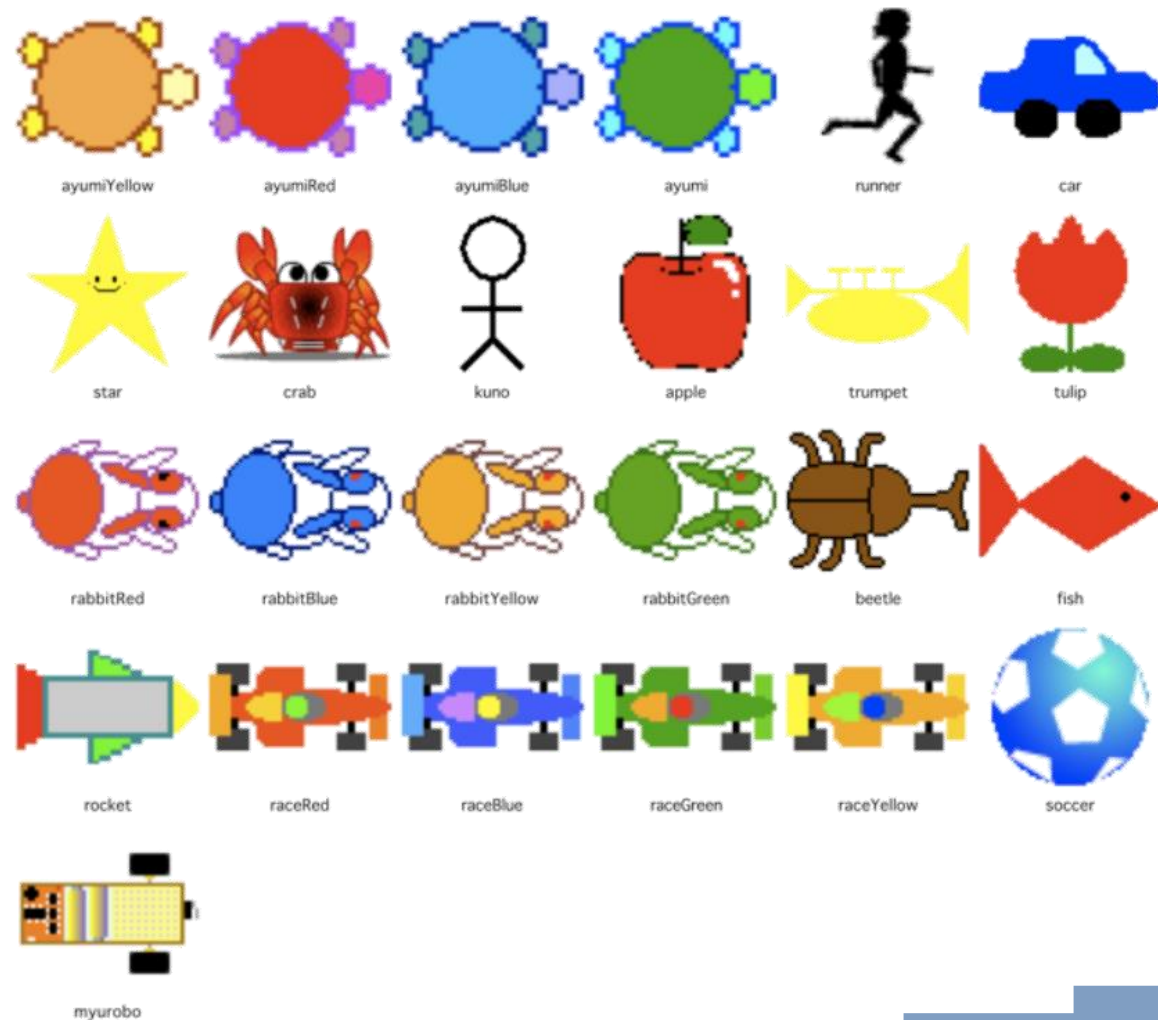 ayumiYellow ayumiRed ayumiBlue ayumi runner car
star crab kuno apple trumpet tulip
rabbitRed rabbitBlue rabbitYellow rabbitGreen beetle fish
rocket raceRed raceBlue raceGreen raceYellow soccer
myurobo